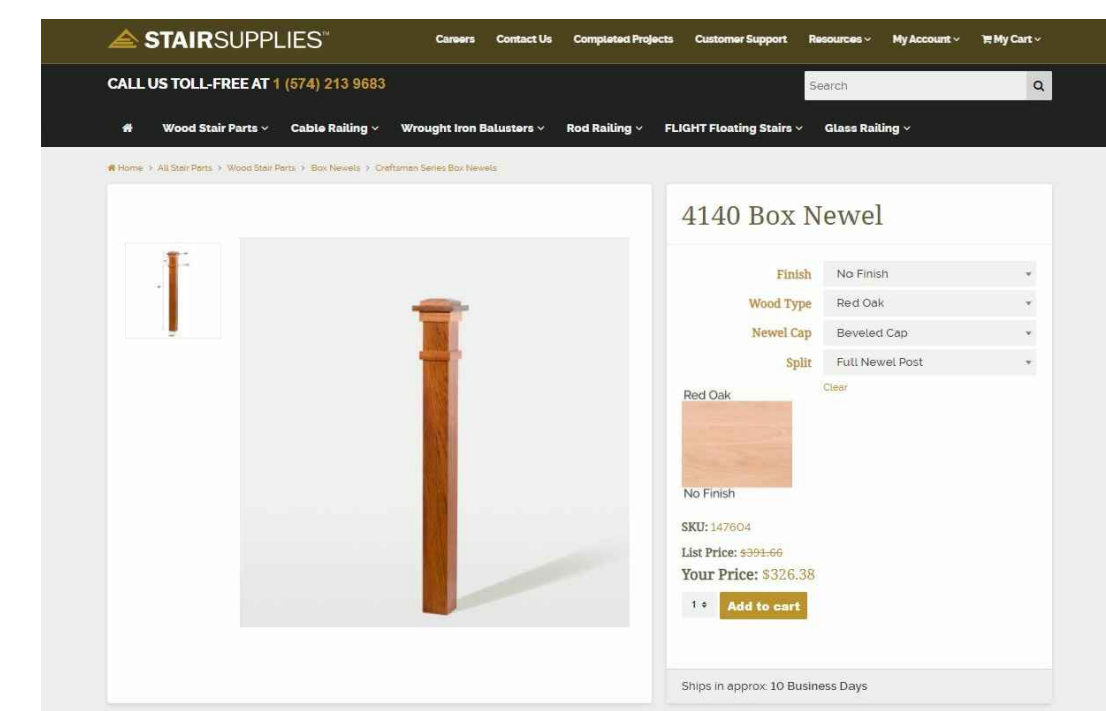 STAIRSUPPLIES™
Careers Contact Us Completed Projects Customer Support Resources My Account My Cart
CALL US TOLL-FREE AT 1 (574) 213 9683
Search
Wood Stair Parts Cable Railing Wrought Iron Balusters Rod Railing FLIGHT Floating Stairs Glass Railing
Home > All Stair Parts > Wood Stair Parts > Box Newels > Craftsman Series Box Newels
4140 Box Newel
Finish No Finish
Wood Type Red Oak
Newel Cap Beveled Cap
Split Full Newel Post
Clear
Red Oak
No Finish
SKU: 147604
List Price: $391.66
Your Price: $326.38
1 Add to cart
Ships in approx: 10 Business Days